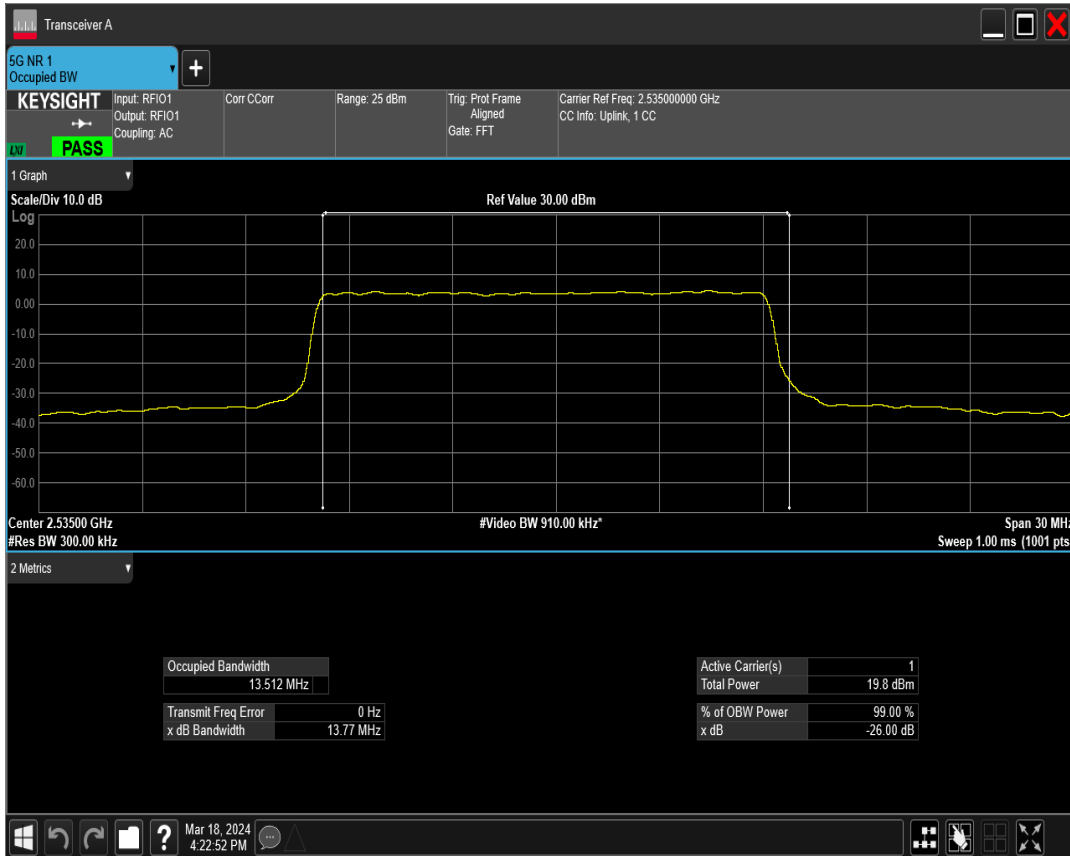 Transceiver A
5G NR 1
Occupied BW
KEYSIGHT
Input: RFIO1
Output: RFIO1
Coupling: AC
Corr CCorr
Range: 25 dBm
Trig: Prot Frame
Aligned
Gate: FFT
Carrier Ref Freq: 2.535000000 GHz
CC Info: Uplink, 1 CC
LXI
PASS
1 Graph
Scale/Div 10.0 dB
Ref Value 30.00 dBm
Log
20.0
10.0
0.00
-10.0
-20.0
-30.0
-40.0
-50.0
-60.0
Center 2.53500 GHz
#Video BW 910.00 kHz*
Span 30 MHz
#Res BW 300.00 kHz
Sweep 1.00 ms (1001 pts
2 Metrics
Occupied Bandwidth
13.512 MHz
Transmit Freq Error 0 Hz
x dB Bandwidth 13.77 MHz
Active Carrier(s) 1
Total Power 19.8 dBm
% of OBW Power 99.00 %
x dB -26.00 dB
Mar 18, 2024
4:22:52 PM